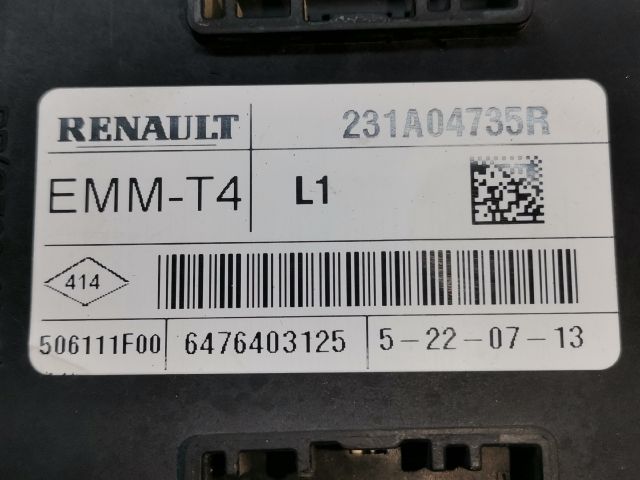 RENAULT 231A04735R
EMM-T4 L1
414
506111F00 6476403125 5-22-07-13